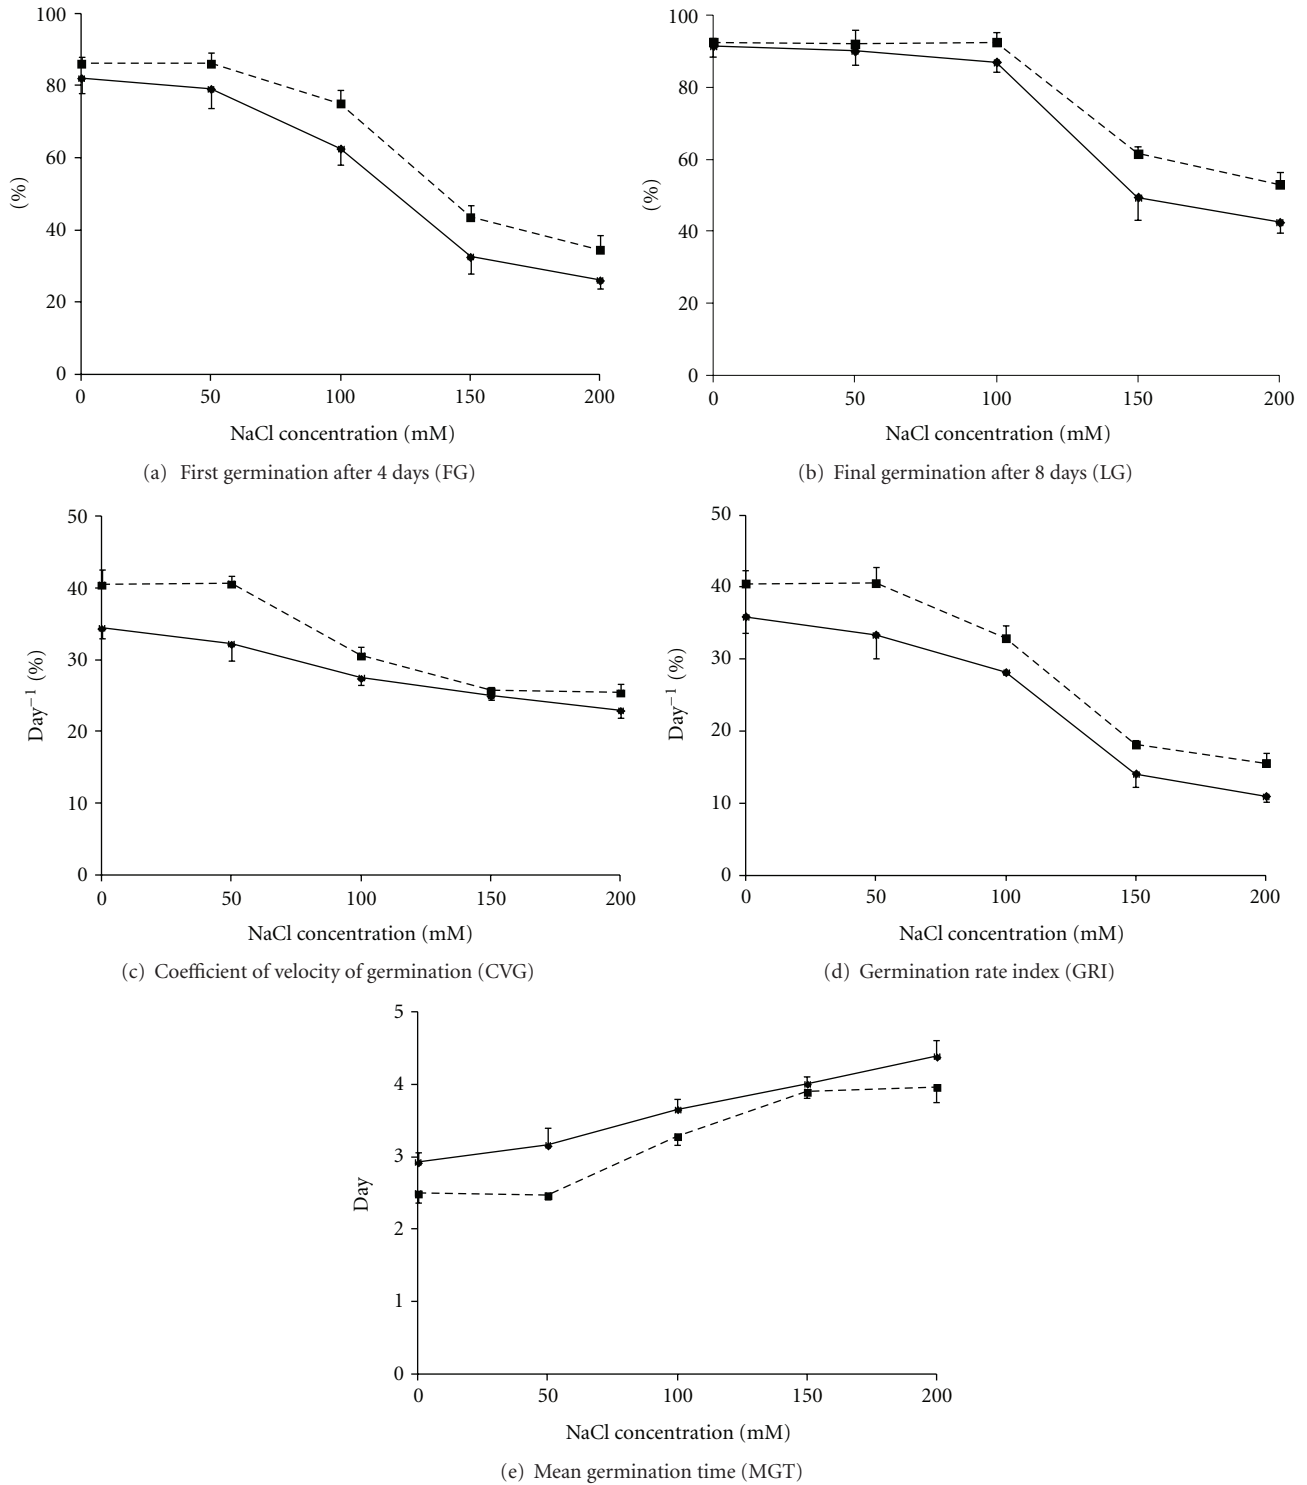 100
80
60
40
20
0
(%)
0 50 100 150 200
NaCl concentration (mM)
(a) First germination after 4 days (FG)
100
80
60
40
20
0
(%)
0 50 100 150 200
NaCl concentration (mM)
(b) Final germination after 8 days (LG)
50
40
30
20
10
0
Day⁻¹ (%)
0 50 100 150 200
NaCl concentration (mM)
(c) Coefficient of velocity of germination (CVG)
50
40
30
20
10
0
Day⁻¹ (%)
0 50 100 150 200
NaCl concentration (mM)
(d) Germination rate index (GRI)
5
4
3
2
1
0
Day
0 50 100 150 200
NaCl concentration (mM)
(e) Mean germination time (MGT)